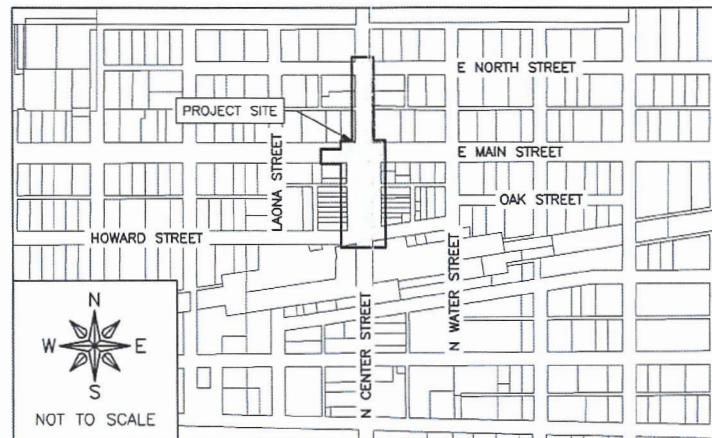 E NORTH STREET
PROJECT SITE
LAONA STREET
E MAIN STREET
OAK STREET
HOWARD STREET
N WATER STREET
N CENTER STREET
N
W E
S
NOT TO SCALE